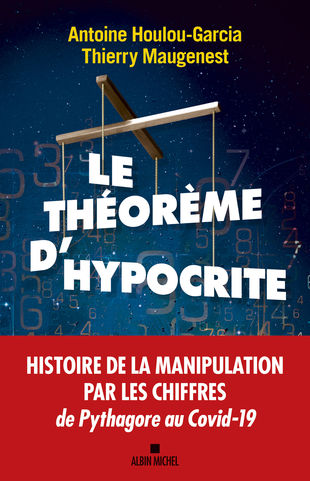 Antoine Houlou-Garcia
Thierry Maugenest
LE
THÉORÈME
D'HYPOCRITE
HISTOIRE DE LA MANIPULATION
PAR LES CHIFFRES
de Pythagore au Covid-19
ALBIN MICHEL